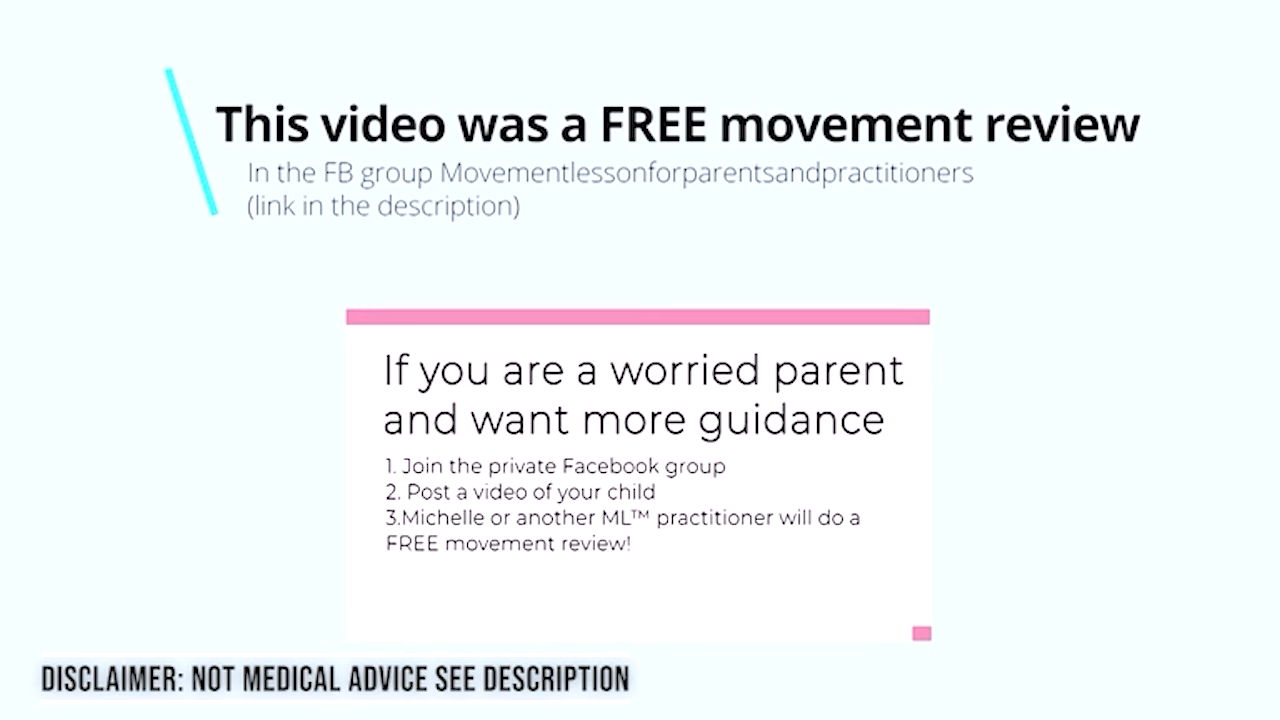 This video was a FREE movement review
In the FB group Movementlessonforparentsandpractitioners
(link in the description)
If you are a worried parent
and want more guidance
1. Join the private Facebook group
2. Post a video of your child
3.Michelle or another ML™ practitioner will do a
FREE movement review!
DISCLAIMER: NOT MEDICAL ADVICE SEE DESCRIPTION